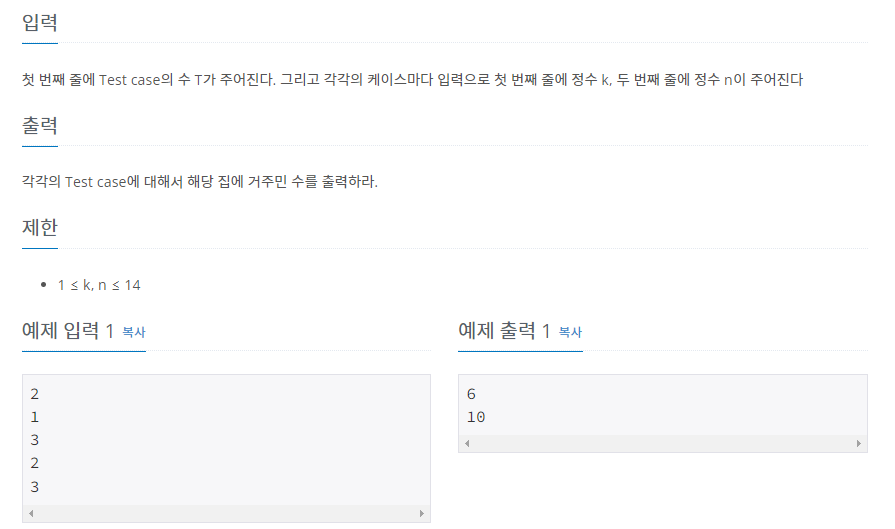 입력
첫 번째 줄에 Test case의 수 T가 주어진다. 그리고 각각의 케이스마다 입력으로 첫 번째 줄에 정수 k, 두 번째 줄에 정수 n이 주어진다
출력
각각의 Test case에 대해서 해당 집에 거주민 수를 출력하라.
제한
• 1 ≤ k, n ≤ 14
예제 입력 1 복사
2
1
3
2
3
예제 출력 1 복사
6
10